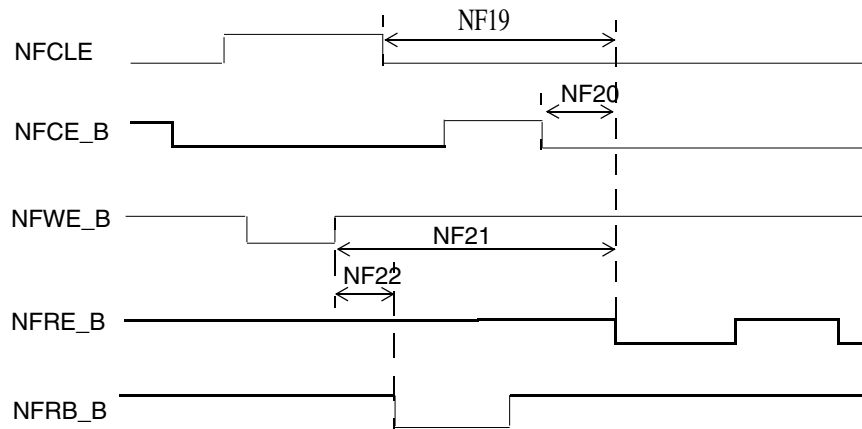 NF19
NFCLE
NF20
NFCE_B
NFWE_B
NF21
NF22
NFRE_B
NFRB_B